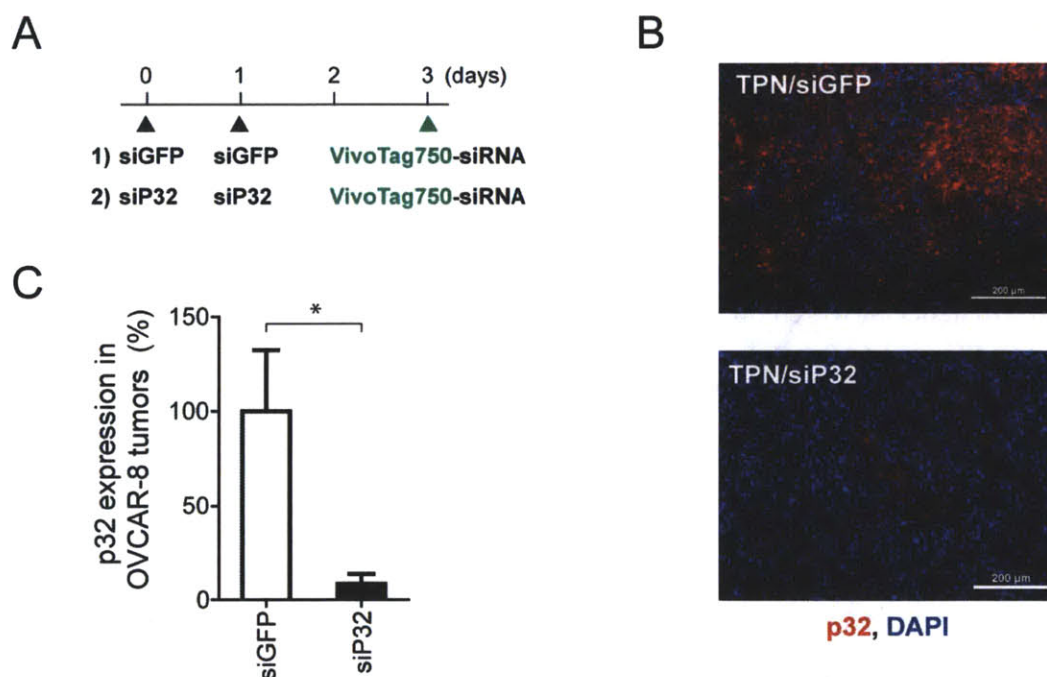 A
0 1 2 3 (days)
1) siGFP siGFP VivoTag750-siRNA
2) siP32 siP32 VivoTag750-siRNA
B
TPN/siGFP
200 µm
TPN/siP32
200 µm
p32, DAPI
C
p32 expression in
OVCAR-8 tumors (%)
150
100
50
0
*
siGFP
siP32